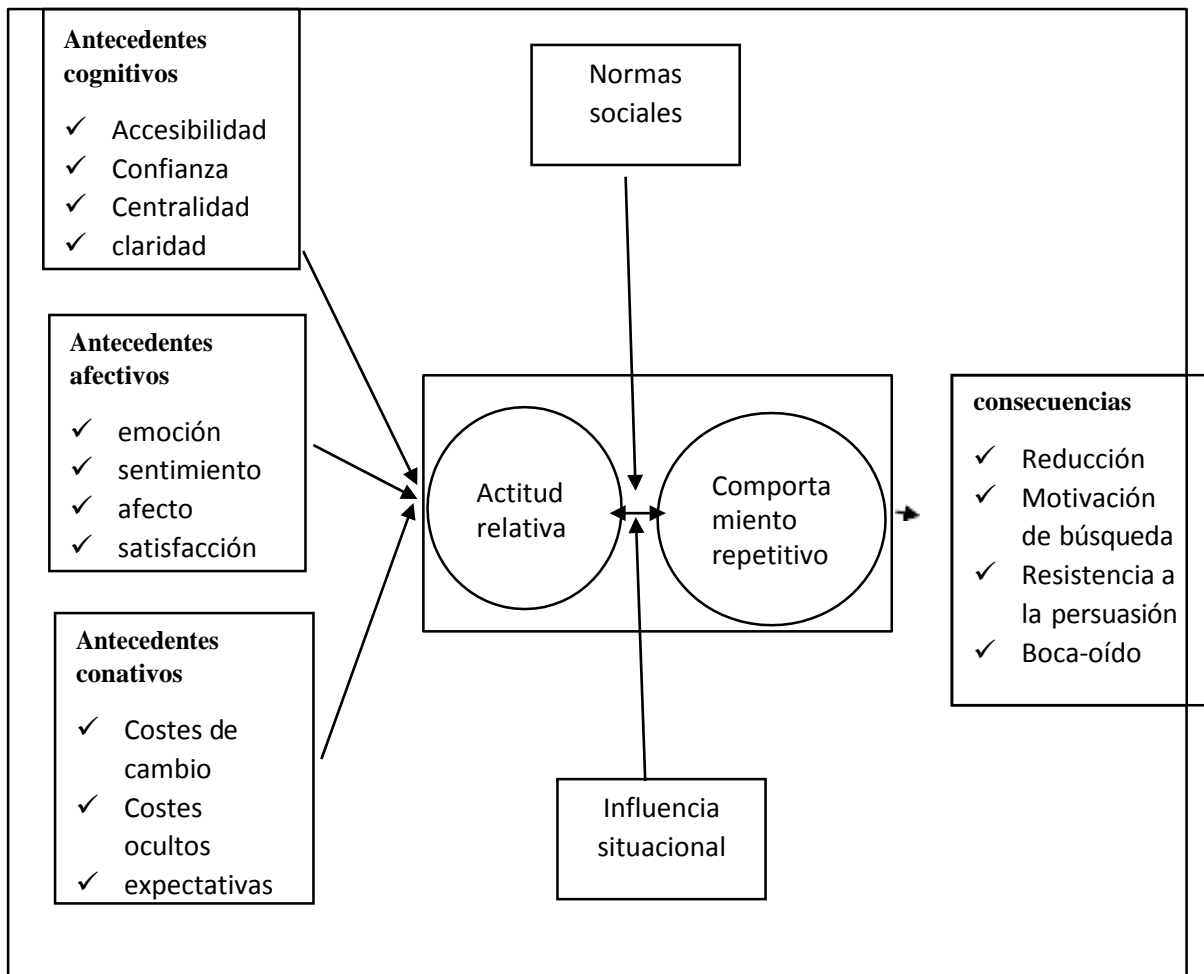 Antecedentes
cognitivos
✓ Accesibilidad
✓ Confianza
✓ Centralidad
✓ claridad
Normas
sociales
Antecedentes
afectivos
✓ emoción
✓ sentimiento
✓ afecto
✓ satisfacción
Actitud
relativa
Comporta
miento
repetitivo
consecuencias
✓ Reducción
✓ Motivación
de búsqueda
✓ Resistencia a
la persuasión
✓ Boca-oído
Antecedentes
conativos
✓ Costes de
cambio
✓ Costes
ocultos
✓ expectativas
Influencia
situacional